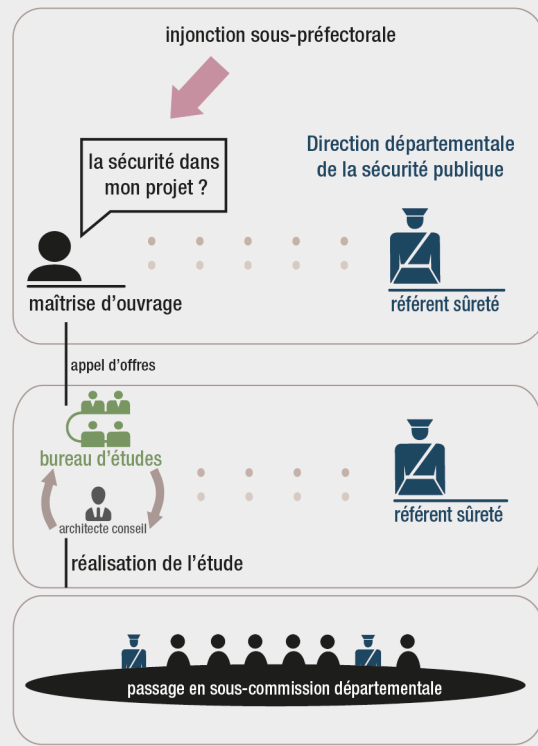 injonction sous-préfectorale
la sécurité dans
mon projet ?
Direction départementale
de la sécurité publique
maîtrise d'ouvrage
référent sûreté
appel d'offres
bureau d'études
architecte conseil
référent sûreté
réalisation de l'étude
passage en sous-commission départementale